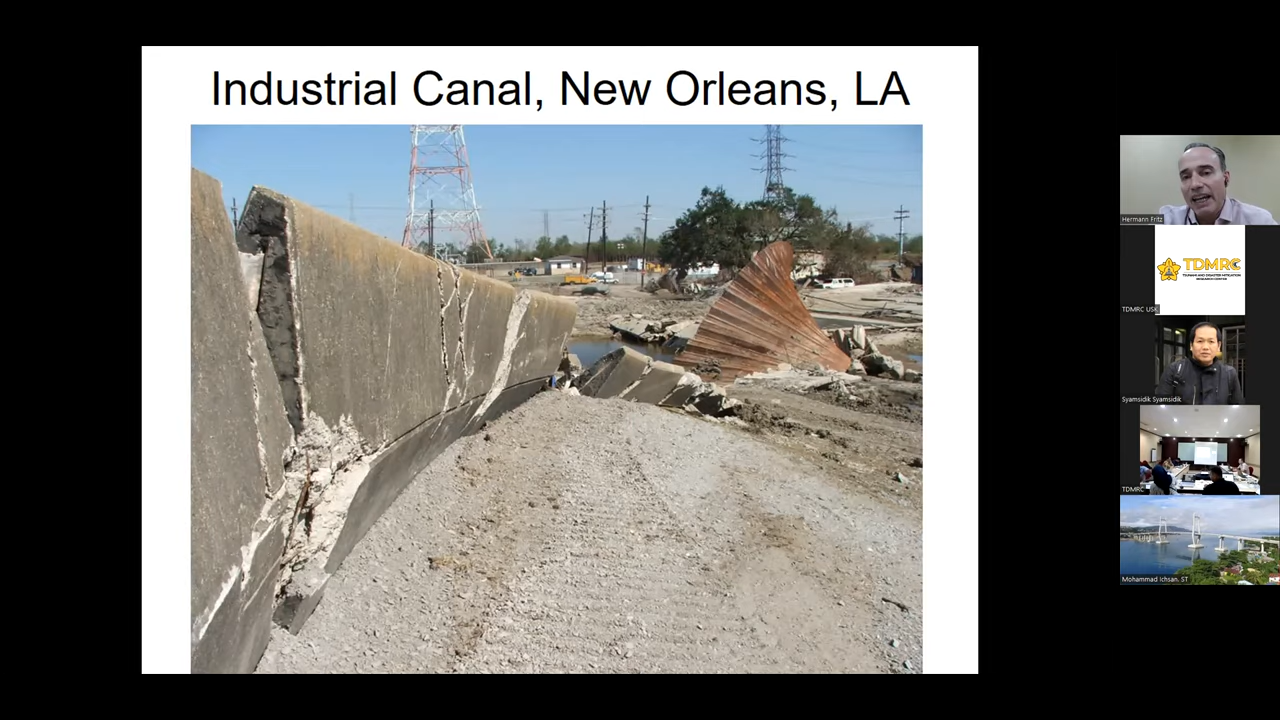 Industrial Canal, New Orleans, LA
Hermann Fritz
TDMRC
TSUNAMI AND DISASTER MITIGATION
RESEARCH CENTER
TDMRC USK
Syamsidik Syamsidik
TDMRC
Mohammad Ichsan. ST